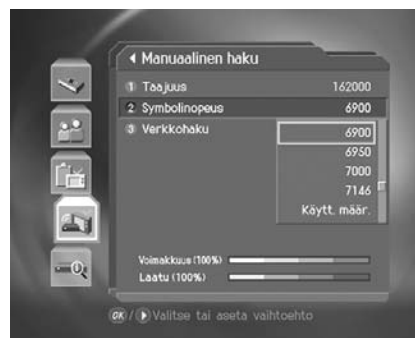 Manuaalinen haku
1 Taajuus 162000
2 Symbolinopeus 6900
3 Verkkohaku
6900
6950
7000
7146
Käytt. määr.
Voimakkuus (100%)
Laatu (100%)
OK / Valitse tai aseta vaihtoehto